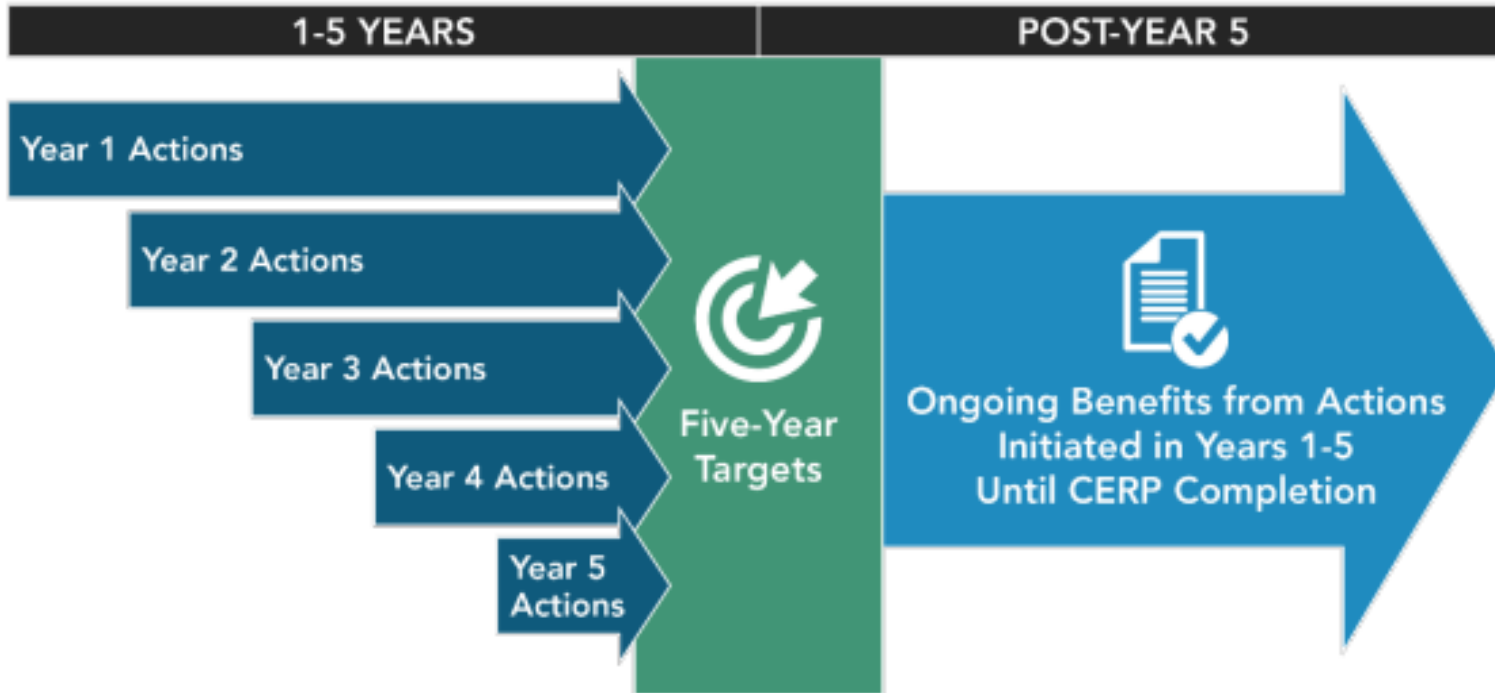 1-5 YEARS
POST-YEAR 5
Year 1 Actions
Year 2 Actions
Year 3 Actions
Year 4 Actions
Year 5
Actions
Five-Year
Targets
Ongoing Benefits from Actions
Initiated in Years 1-5
Until CERP Completion